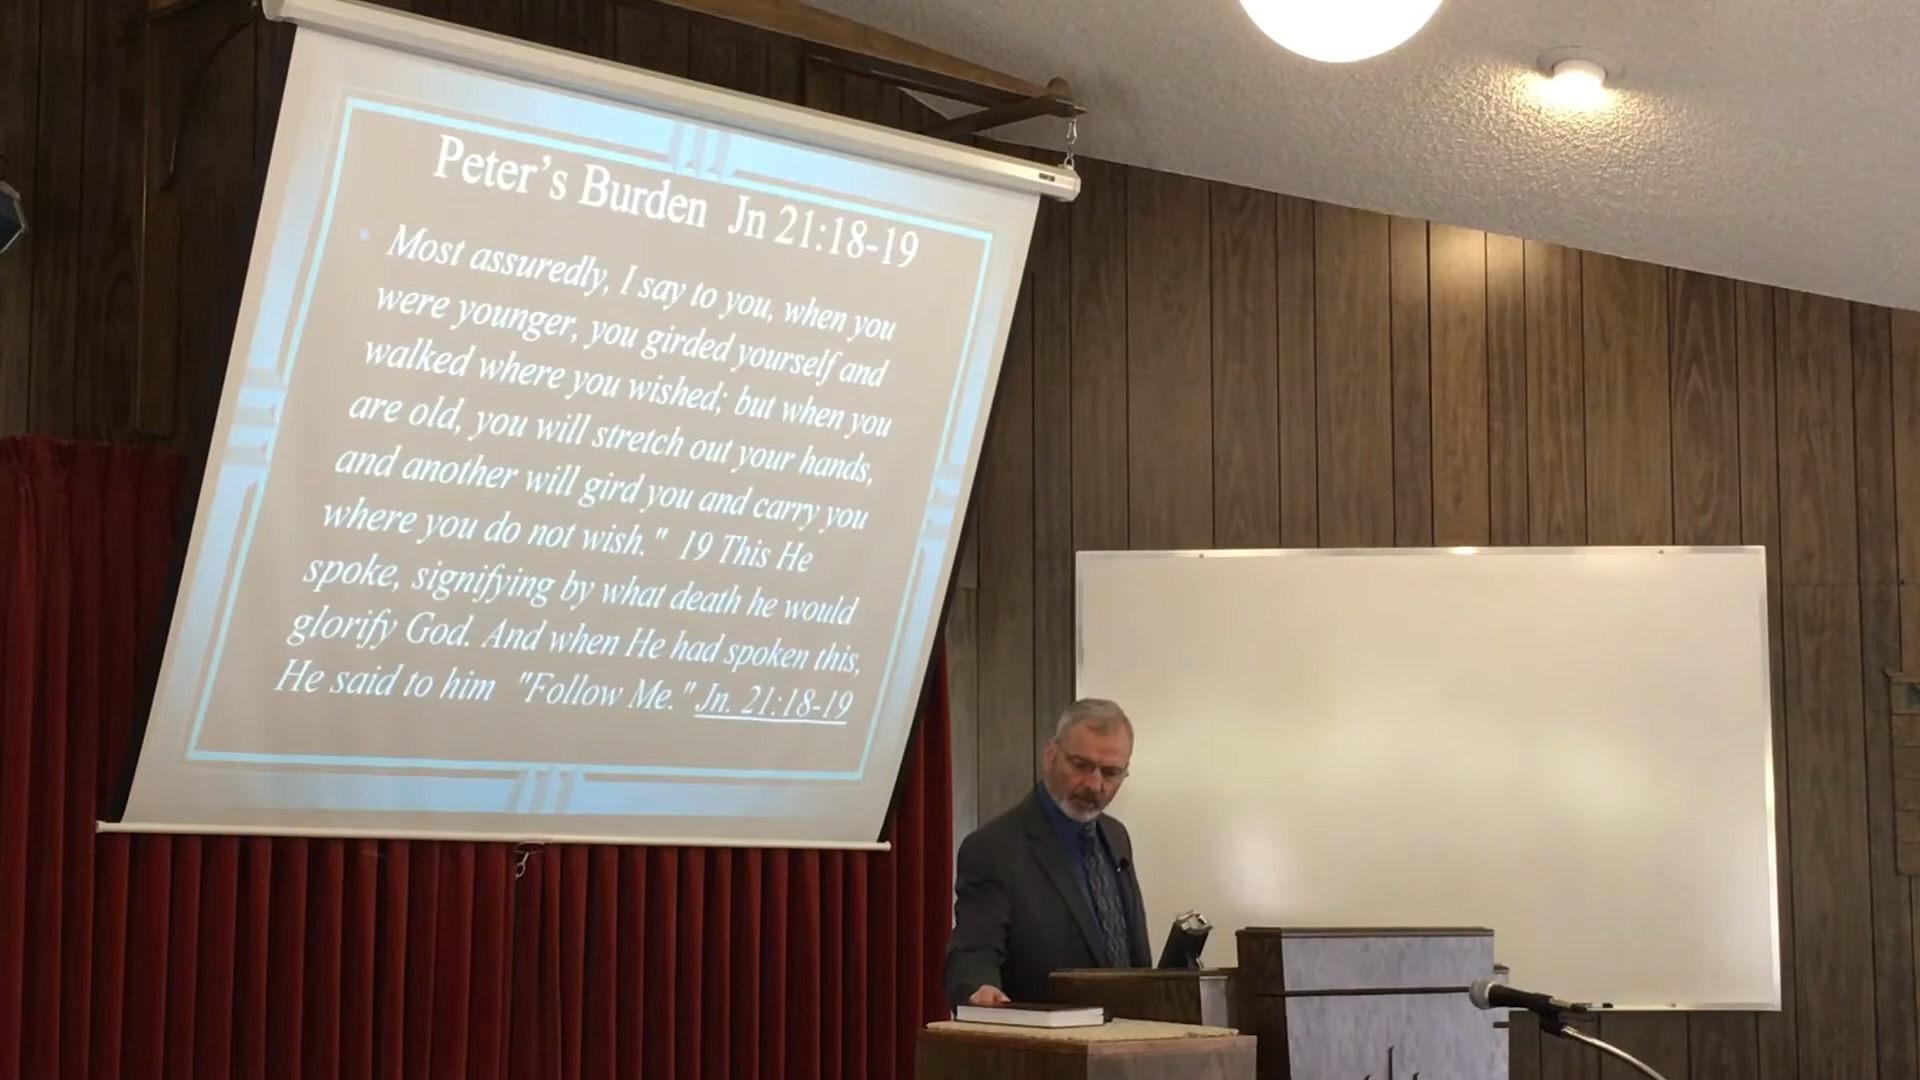 Peter's Burden Jn 21:18-19
• Most assuredly, I say to you, when you
were younger, you girded yourself and
walked where you wished; but when you
are old, you will stretch out your hands,
and another will gird you and carry you
where you do not wish." 19 This He
spoke, signifying by what death he would
glorify God. And when He had spoken this,
He said to him "Follow Me." Jn. 21:18-19